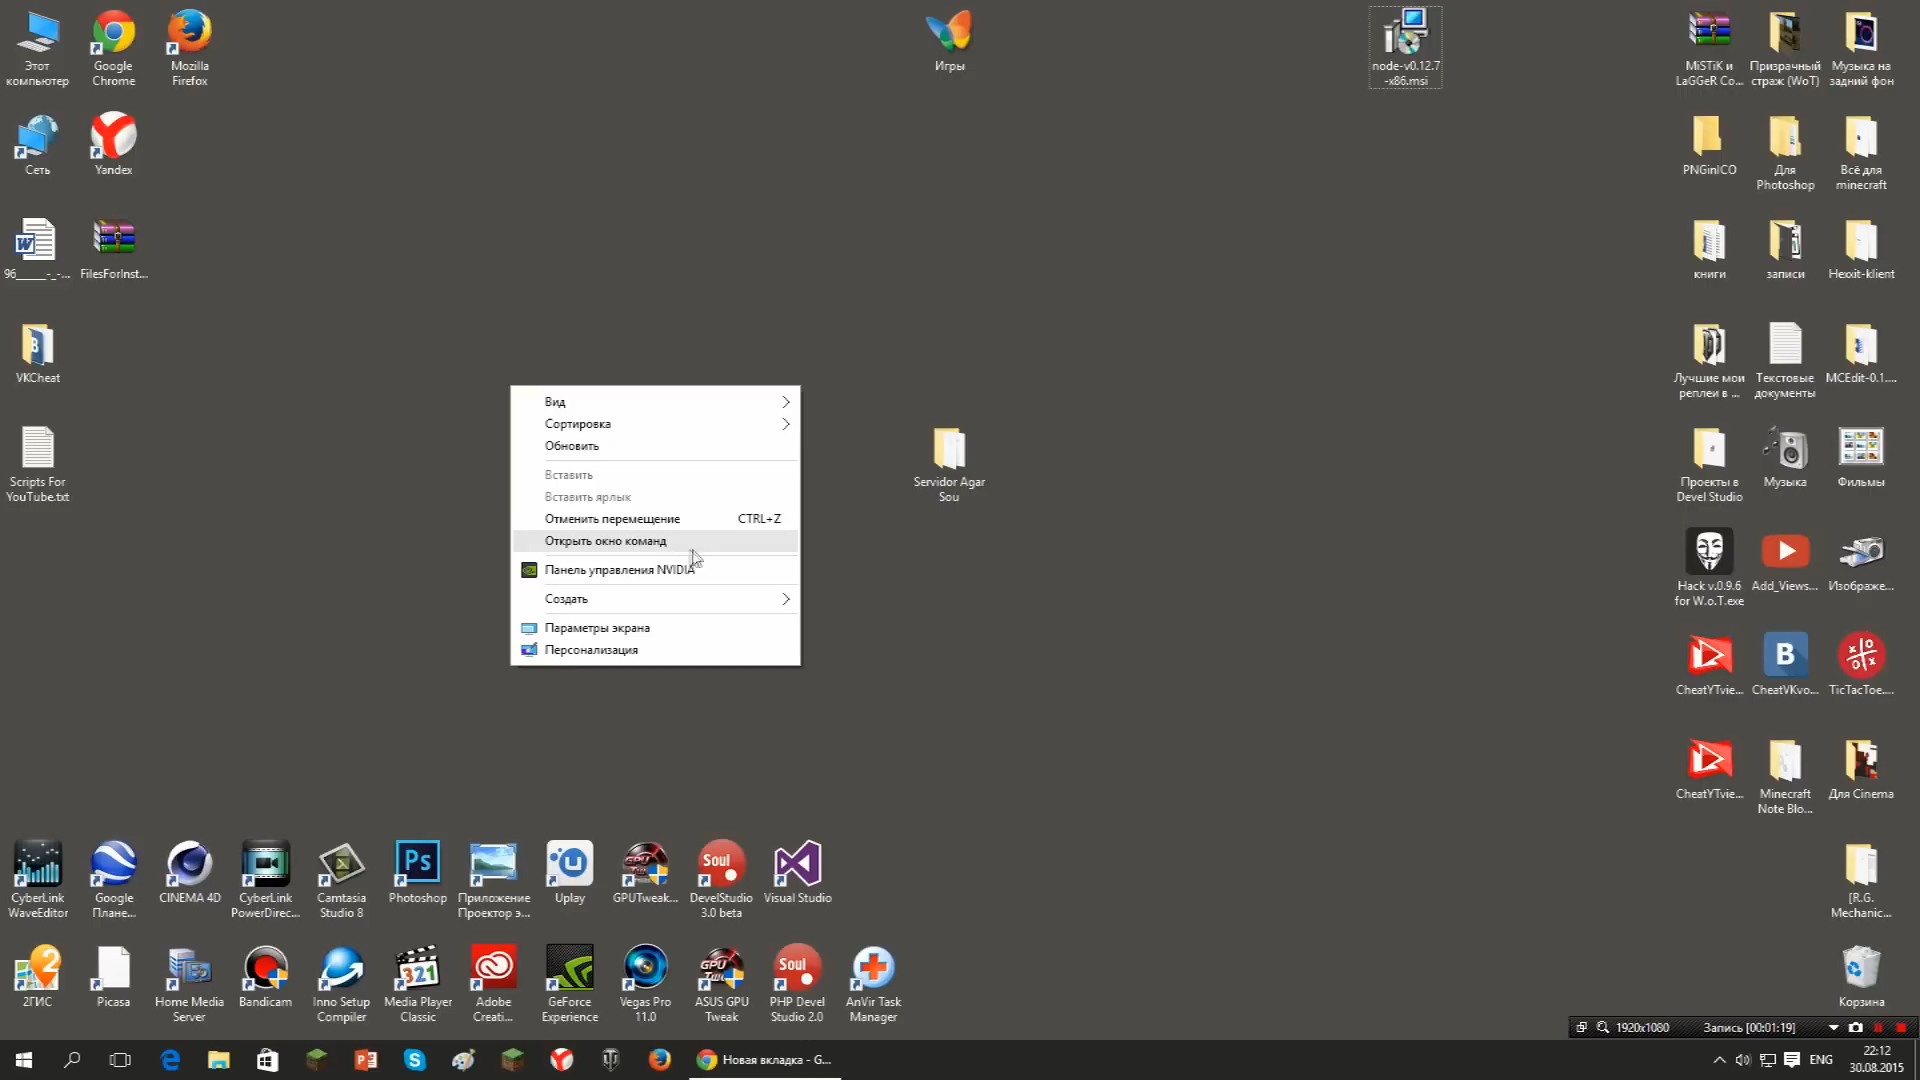 Этот
компьютер
Google
Chrome
Mozilla
Firefox
Игры
node-v0.12.7
-x86.msi
MiSTiK и
LaGGeR Co...
Призрачный
страж (WoT)
Музыка на
задний фон
Сеть
Yandex
PNGinICO
Для
Photoshop
Всё для
minecraft
96_____-_-...
FilesForInst...
книги
записи
Hexxit-klient
VKCheat
Лучшие мои
реплеи в ...
Текстовые
документы
MCEdit-0.1....
Scripts For
YouTube.txt
Servidor Agar
Sou
Проекты в
Devel Studio
Музыка
Фильмы
Вид
Сортировка
Обновить
Вставить
Вставить ярлык
Отменить перемещение CTRL+Z
Открыть окно команд
Панель управления NVIDIA
Создать
Параметры экрана
Персонализация
Hack v.0.9.6
for W.o.T.exe
Add_Views...
Изображе...
CheatYTvie...
B
CheatVKvo...
TicTacToe....
CheatYTvie...
Minecraft
Note Blo...
Для Cinema
CyberLink
WaveEditor
Google
Плане...
CINEMA 4D
CyberLink
PowerDirec...
Camtasia
Studio 8
Ps
Photoshop
Приложение
Проектор э...
Uplay
GPUTweak...
Soul
DevelStudio
3.0 beta
Visual Studio
[R.G.
Mechanic...
2ГИС
Picasa
Home Media
Server
Bandicam
Inno Setup
Compiler
321
Media Player
Classic
Adobe
Creati...
GeForce
Experience
Vegas Pro
11.0
ASUS GPU
Tweak
Soul
PHP Devel
Studio 2.0
AnVir Task
Manager
Корзина
1920x1080 Запись [00:01:19]
Новая вкладка - G...
ENG
22:12
30.08.2015